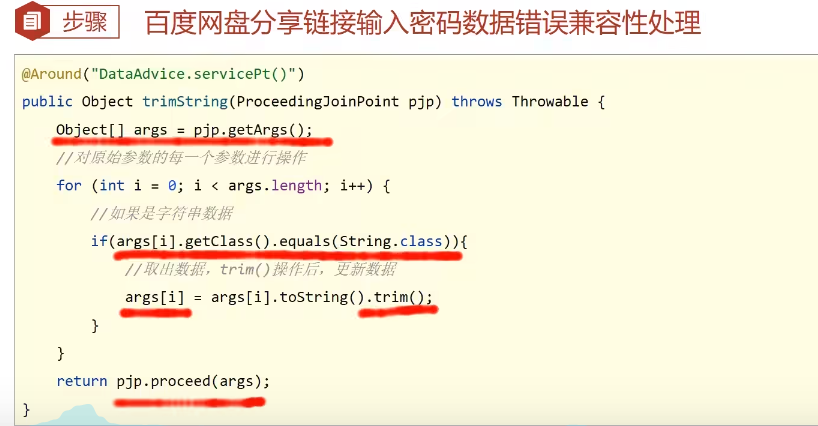 步骤
百度网盘分享链接输入密码数据错误兼容性处理
@Around("DataAdvice.servicePt()")
public Object trimString(ProceedingJoinPoint pjp) throws Throwable {
    Object[] args = pjp.getArgs();
    //对原始参数的每一个参数进行操作
    for (int i = 0; i < args.length; i++) {
        //如果是字符串数据
        if(args[i].getClass().equals(String.class)){
            //取出数据，trim()操作后，更新数据
            args[i] = args[i].toString().trim();
        }
    }
    return pjp.proceed(args);
}